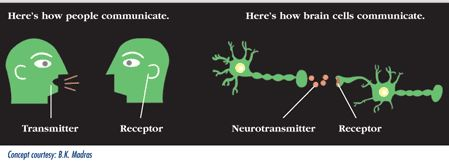 Here's how people communicate.
Here's how brain cells communicate.
Transmitter
Receptor
Neurotransmitter
Receptor
Concept courtesy: B.K. Madras